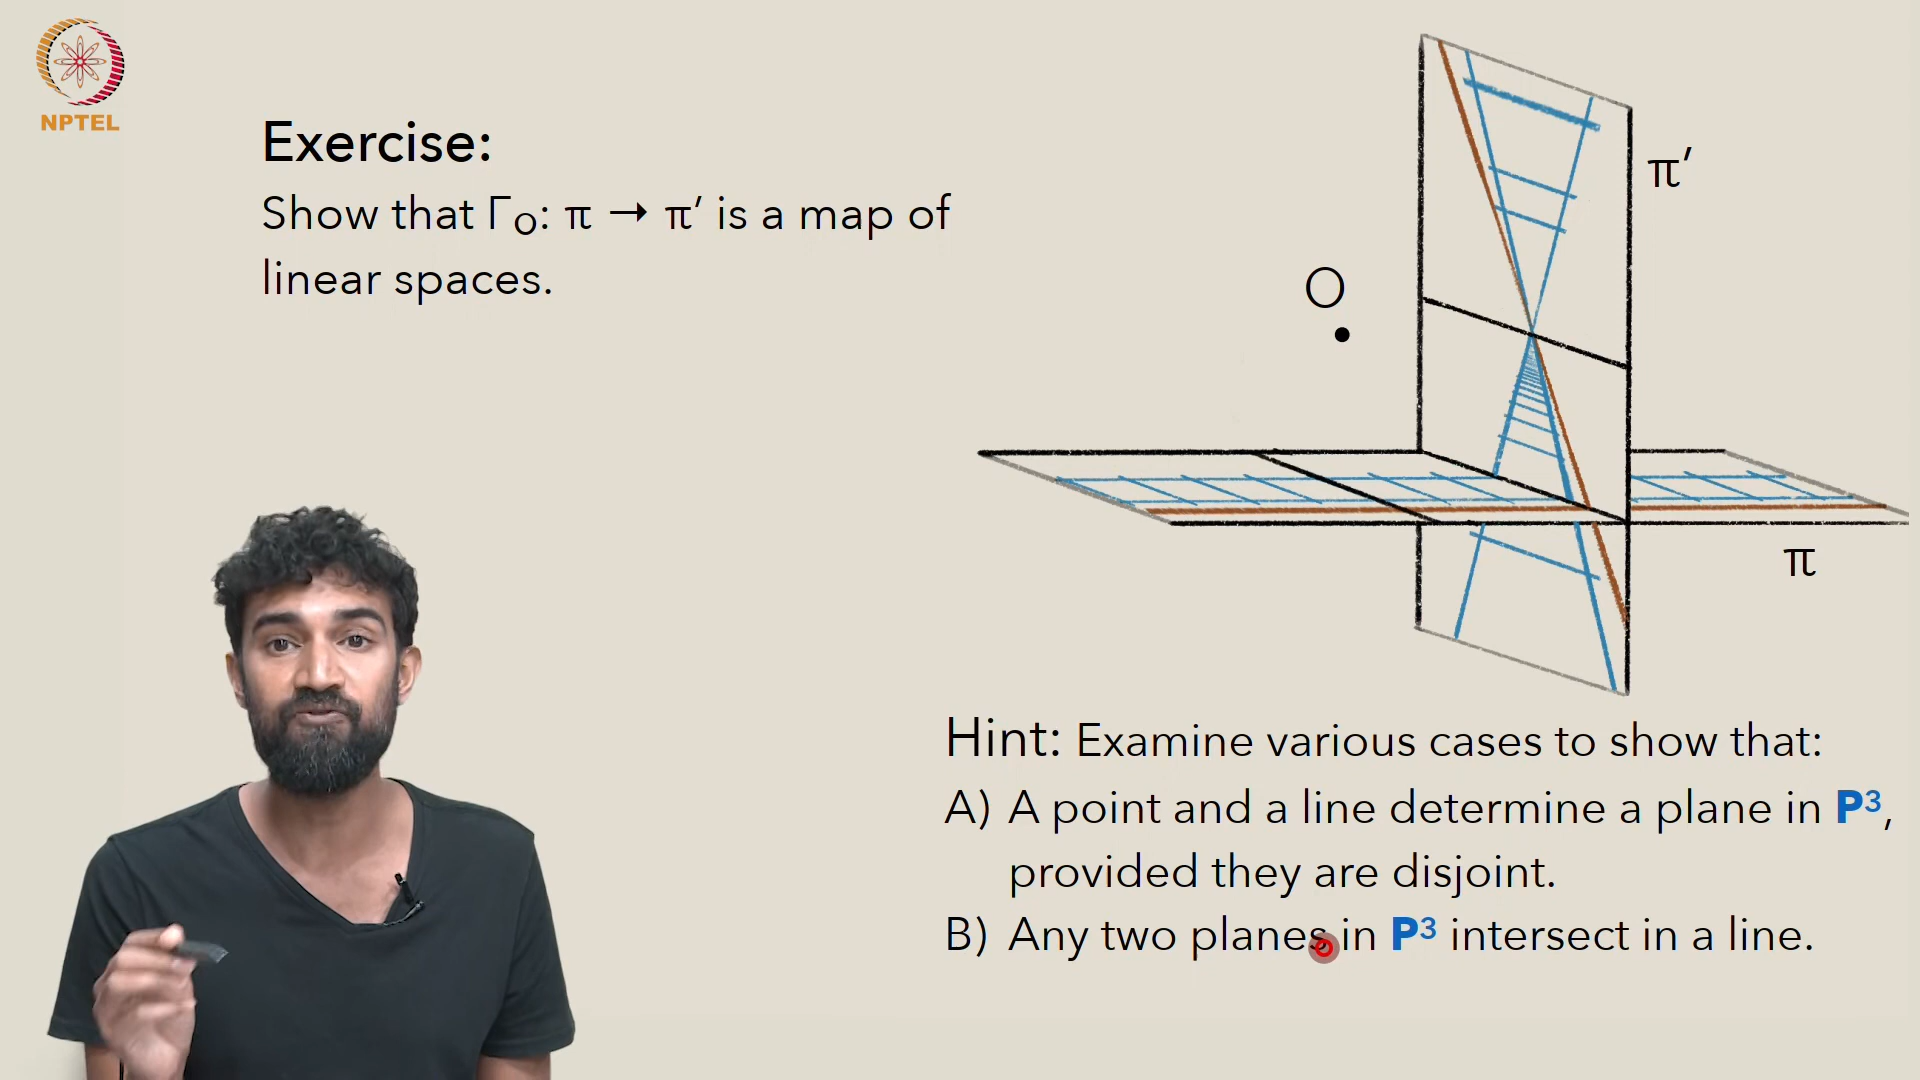 NPTEL
Exercise:
Show that ΓO: π → π′ is a map of
linear spaces.
π′
O
π
Hint: Examine various cases to show that:
A) A point and a line determine a plane in P³,
provided they are disjoint.
B) Any two planes in P³ intersect in a line.